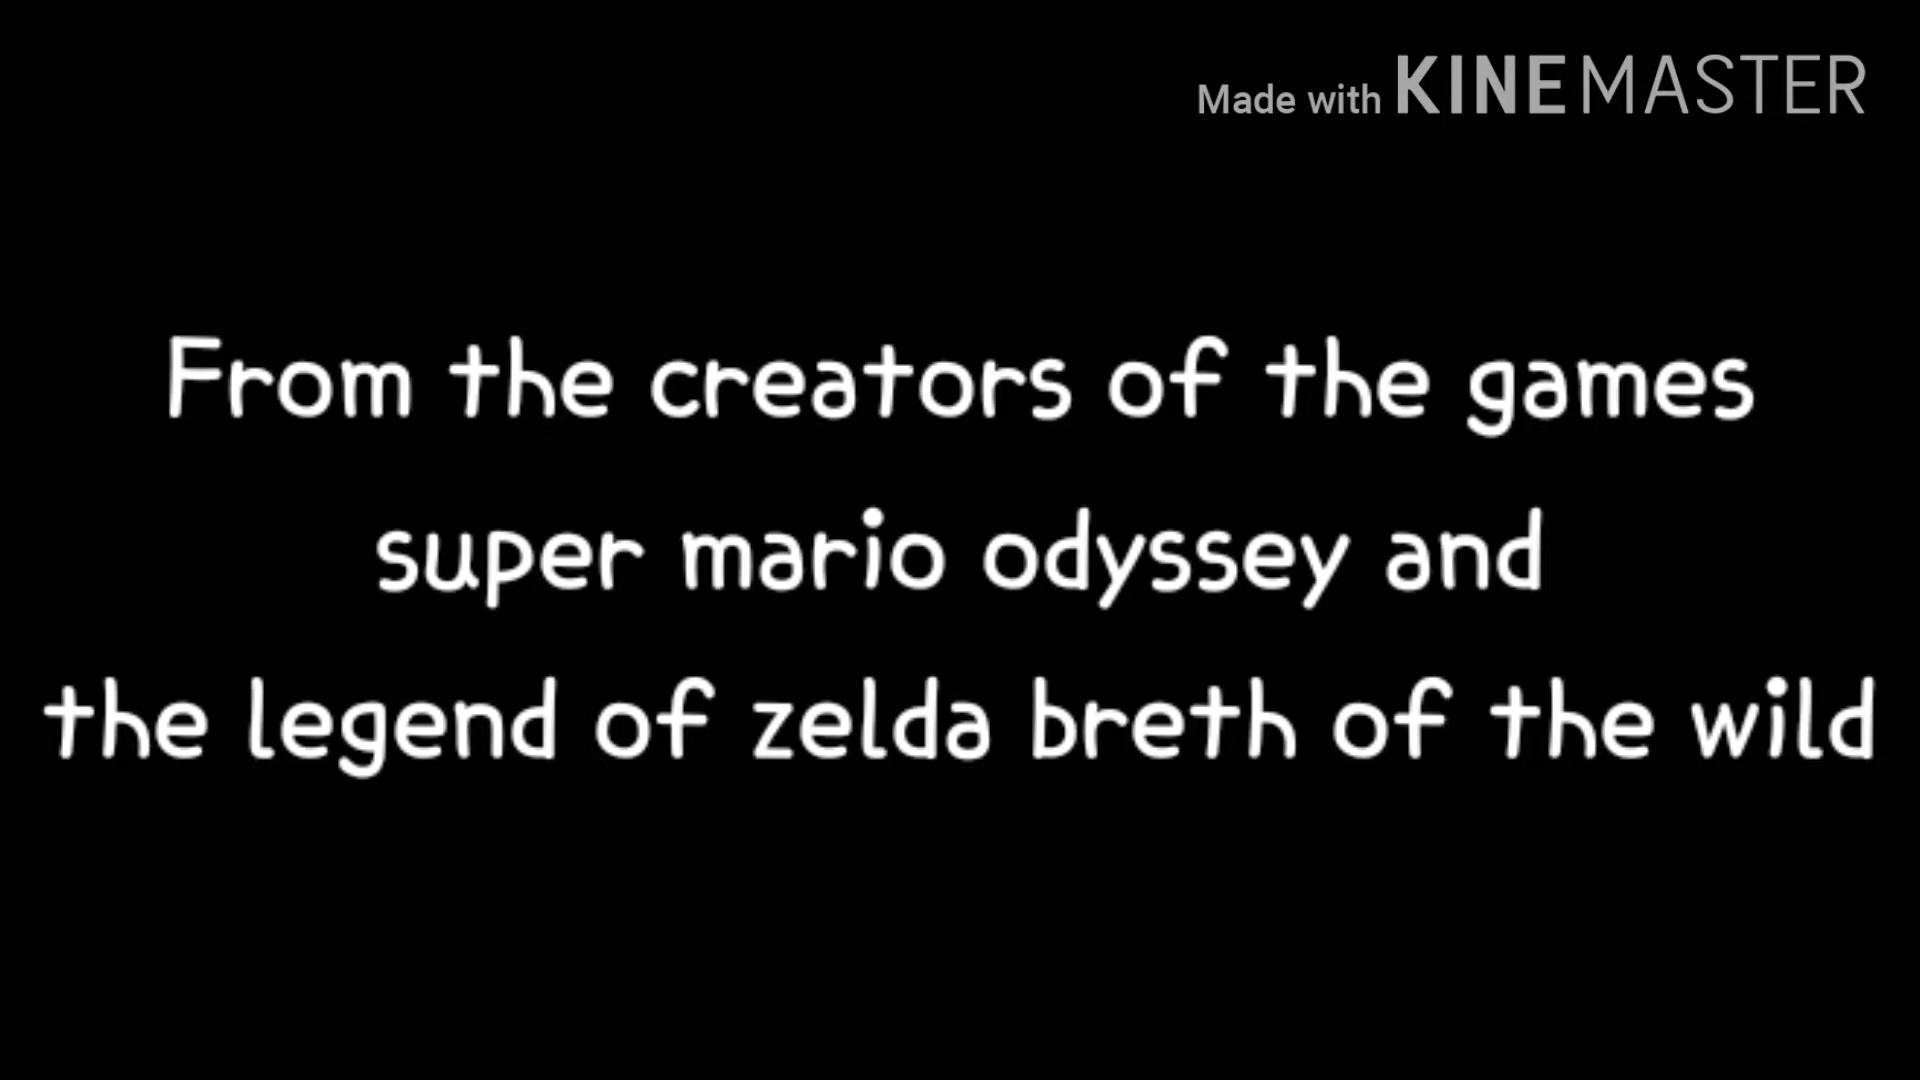 Made with KINEMASTER
From the creators of the games
super mario odyssey and
the legend of zelda breth of the wild